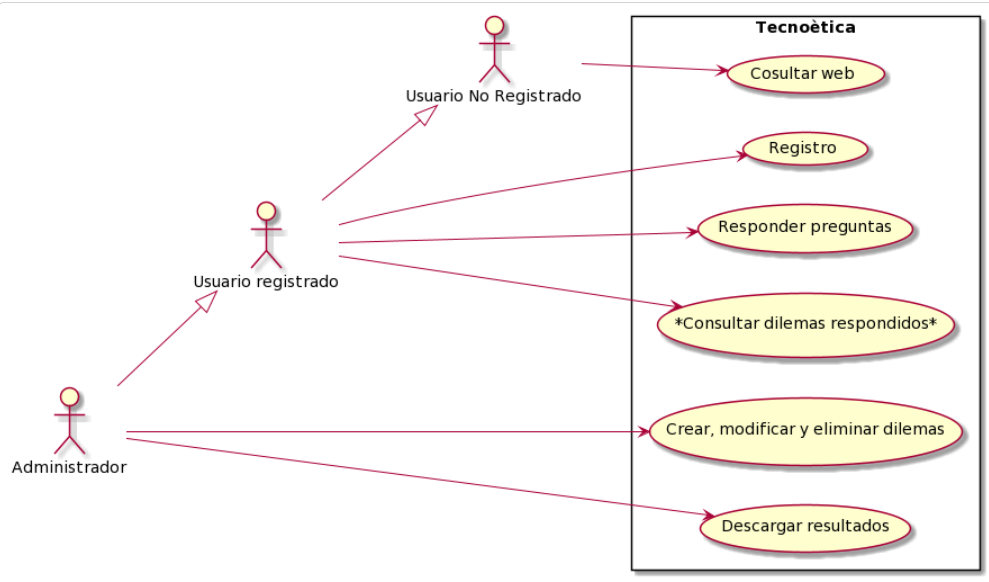 Tecnoètica
Cosultar web
Usuario No Registrado
Registro
Responder preguntas
Usuario registrado
*Consultar dilemas respondidos*
Crear, modificar y eliminar dilemas
Administrador
Descargar resultados